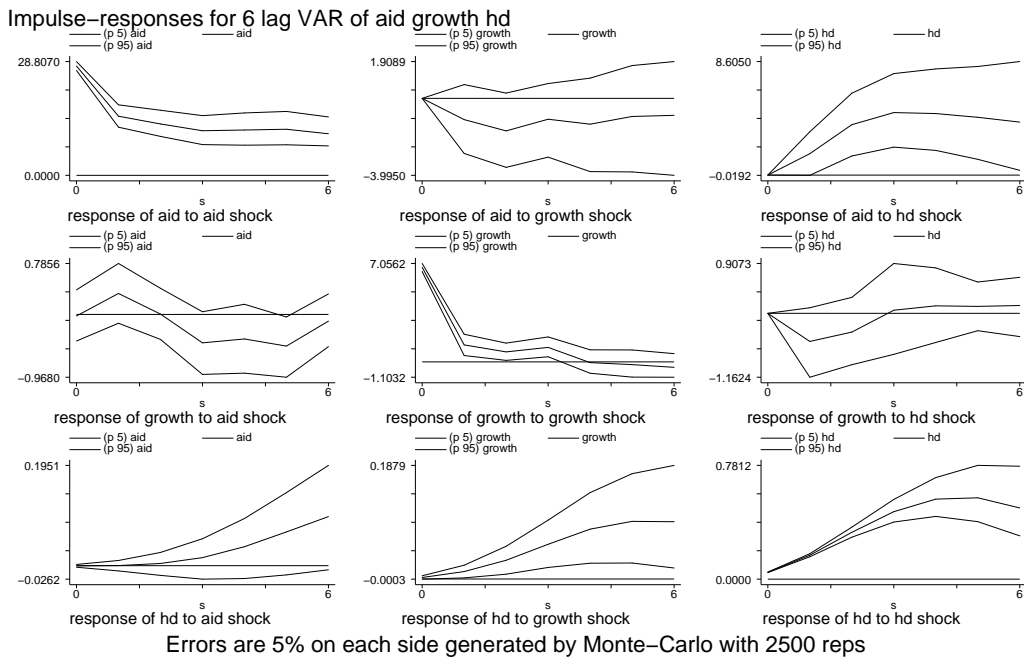 Impulse−responses for 6 lag VAR of aid growth hd
(p 5) aid aid
(p 95) aid
28.8070
0.0000
0 6
s
response of aid to aid shock
(p 5) growth growth
(p 95) growth
1.9089
−3.9950
0 6
s
response of aid to growth shock
(p 5) hd hd
(p 95) hd
8.6050
−0.0192
0 6
s
response of aid to hd shock
(p 5) aid aid
(p 95) aid
0.7856
−0.9680
0 6
s
response of growth to aid shock
(p 5) growth growth
(p 95) growth
7.0562
−1.1032
0 6
s
response of growth to growth shock
(p 5) hd hd
(p 95) hd
0.9073
−1.1624
0 6
s
response of growth to hd shock
(p 5) aid aid
(p 95) aid
0.1951
−0.0262
0 6
s
response of hd to aid shock
(p 5) growth growth
(p 95) growth
0.1879
−0.0003
0 6
s
response of hd to growth shock
(p 5) hd hd
(p 95) hd
0.7812
0.0000
0 6
s
response of hd to hd shock
Errors are 5% on each side generated by Monte−Carlo with 2500 reps